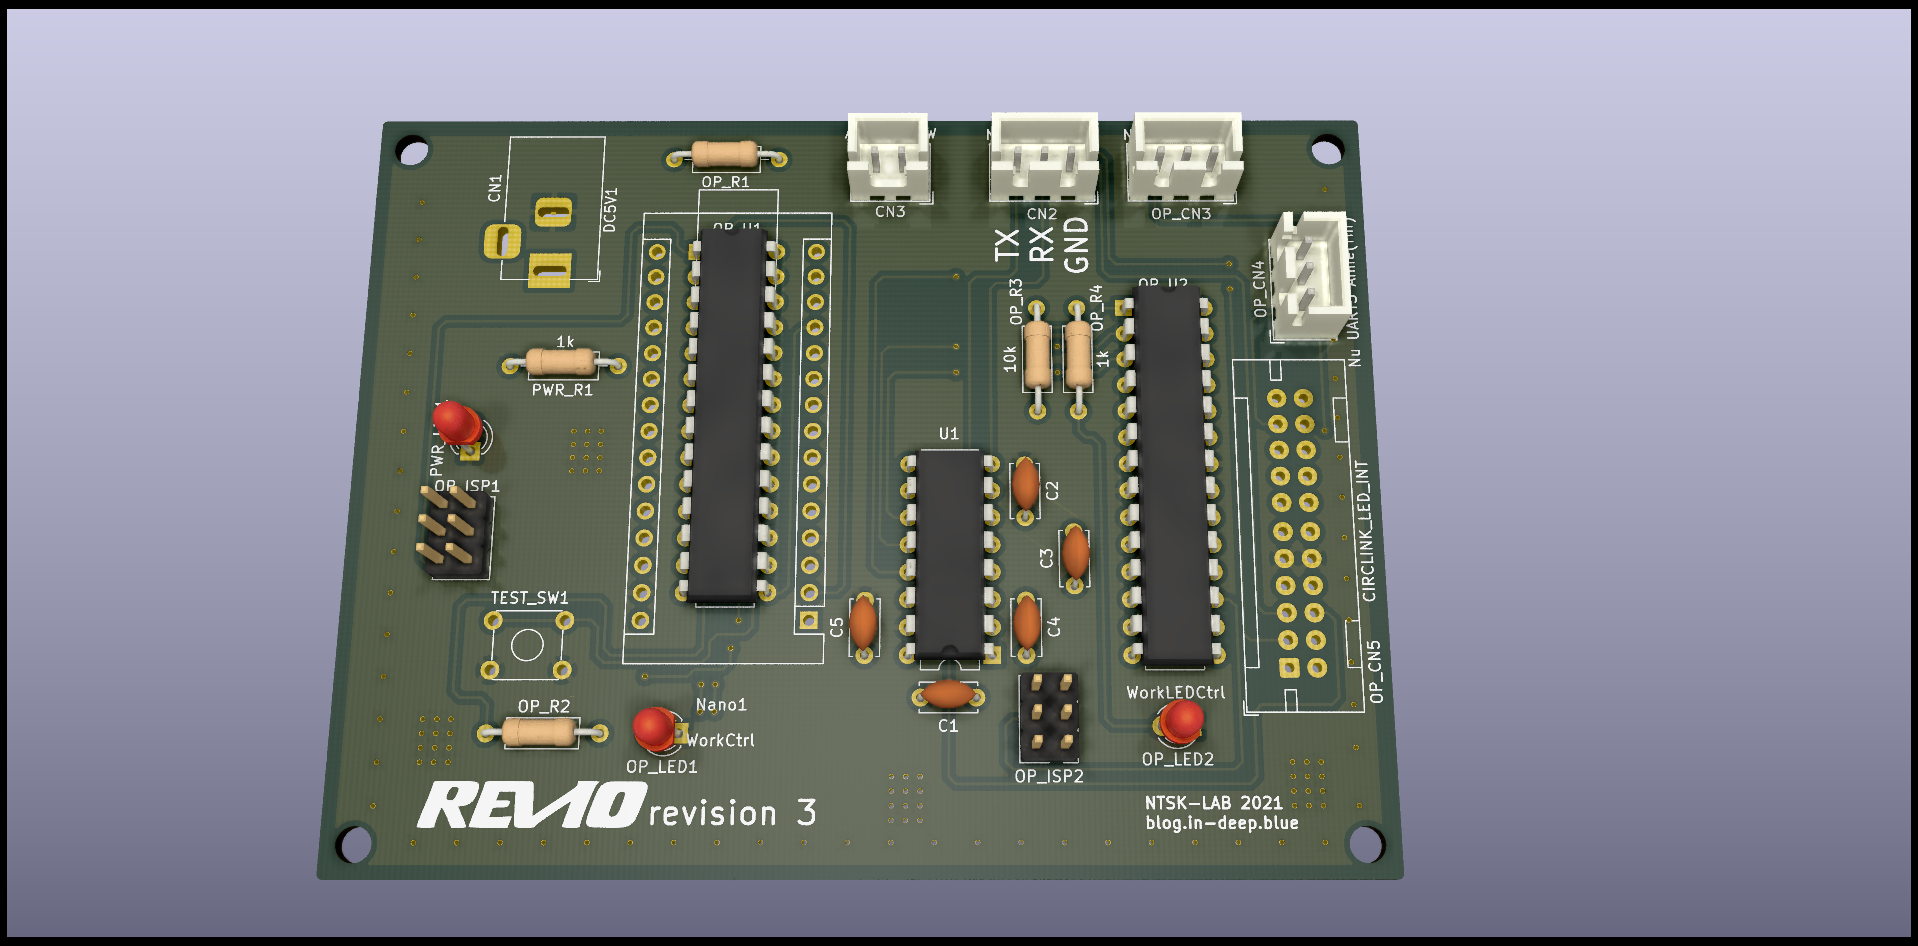 CN1
DC5V1
OP_R1
CN3
CN2
OP_CN3
TX
RX
GND
OP_CN4
OP_R3
OP_R4
10k
1k
1k
PWR_R1
OP_ISP1
U1
C2
C3
C4
C5
C1
TEST_SW1
OP_R2
Nano1
WorkCtrl
OP_LED1
OP_ISP2
WorkLEDCtrl
OP_LED2
CIRCLINK_LED_INT
OP_CN5
REVIO revision 3
NTSK-LAB 2021
blog.in-deep.blue